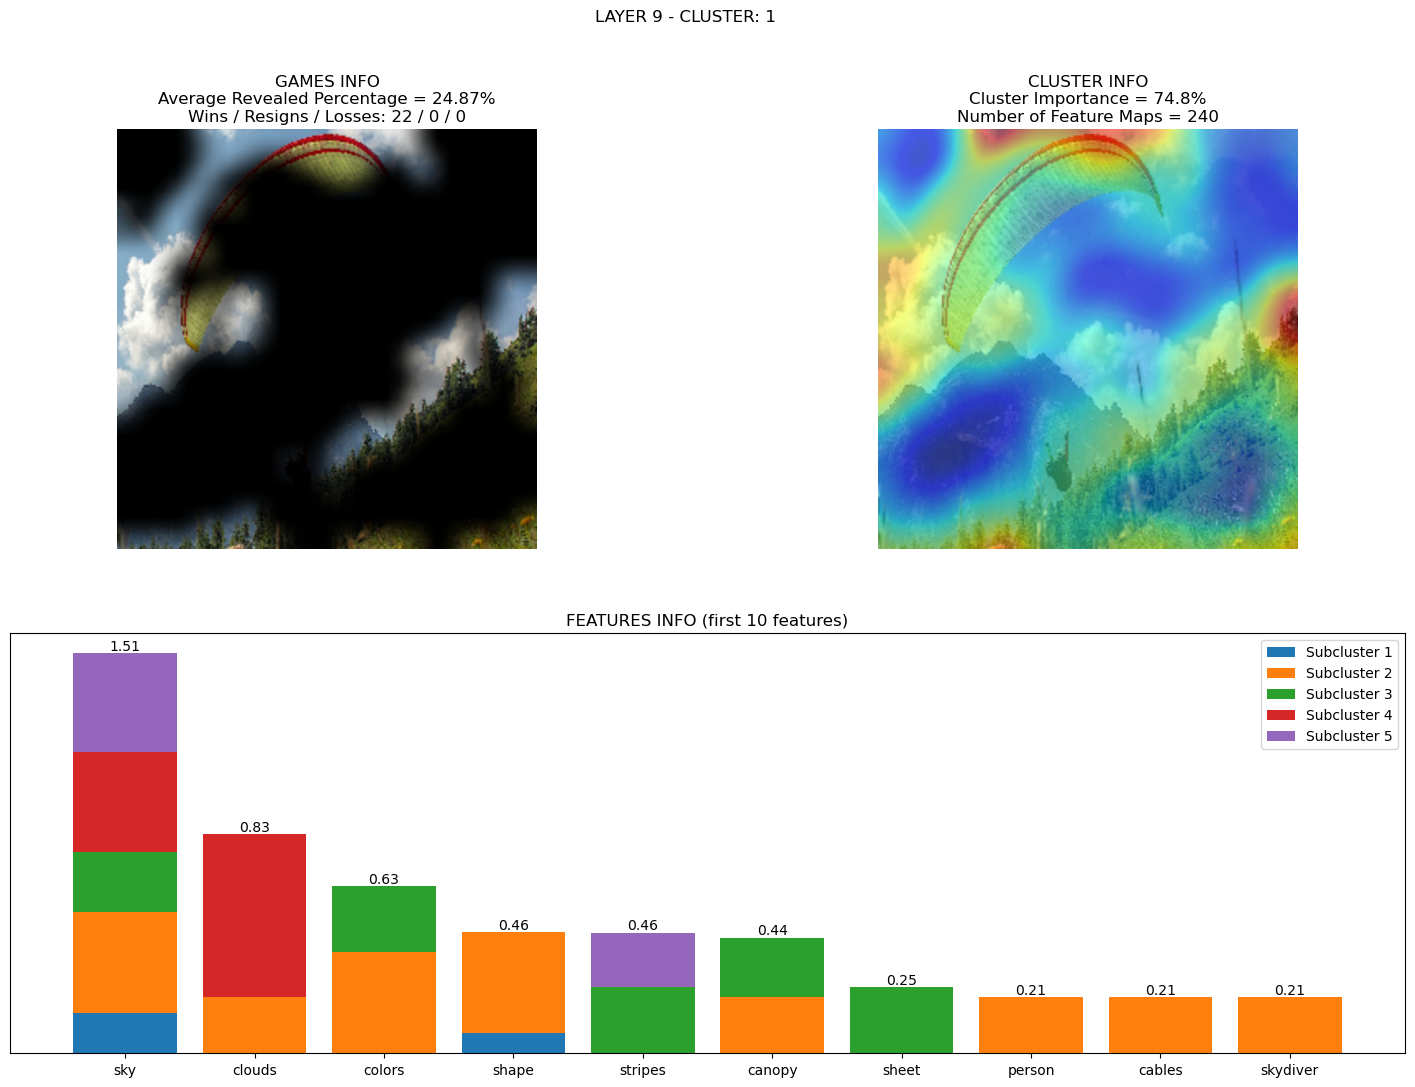 LAYER 9 - CLUSTER: 1
GAMES INFO
Average Revealed Percentage = 24.87%
Wins / Resigns / Losses: 22 / 0 / 0
CLUSTER INFO
Cluster Importance = 74.8%
Number of Feature Maps = 240
FEATURES INFO (first 10 features)
1.51
0.83
0.63
0.46
0.46
0.44
0.25
0.21
0.21
0.21
Subcluster 1
Subcluster 2
Subcluster 3
Subcluster 4
Subcluster 5
sky
clouds
colors
shape
stripes
canopy
sheet
person
cables
skydiver